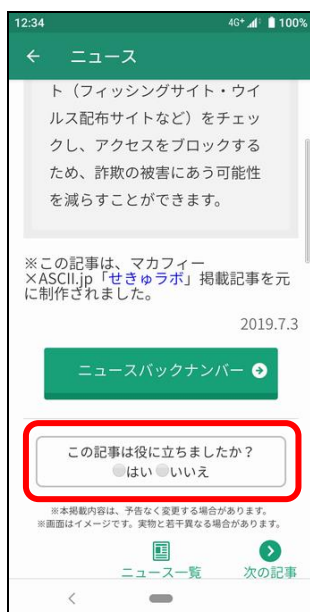 12:34 4G+ 100%
← ニュース
ト（フィッシングサイト・ウイ
ルス配布サイトなど）をチェッ
クし、アクセスをブロックする
ため、詐欺の被害にあう可能性
を減らすことができます。
※この記事は、マカフィー
×ASCII.jp「せきゅラボ」掲載記事を元
に制作されました。
2019.7.3
ニュースバックナンバー
この記事は役に立ちましたか？
はい いいえ
※本掲載内容は、予告なく変更する場合があります。
※画面はイメージです。実物と若干異なる場合があります。
ニュース一覧 次の記事